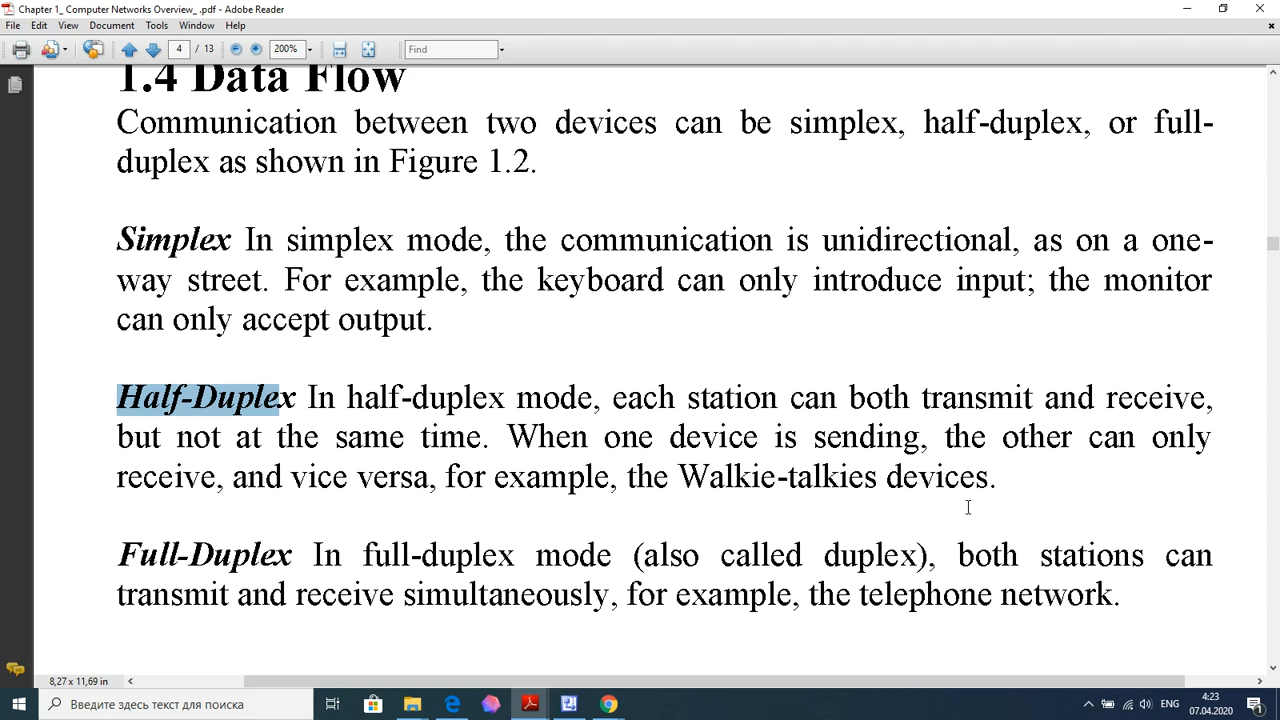 Chapter 1_ Computer Networks Overview_ .pdf - Adobe Reader
File Edit View Document Tools Window Help
4 / 13 200% Find
1.4 Data Flow
Communication between two devices can be simplex, half-duplex, or full-
duplex as shown in Figure 1.2.
Simplex In simplex mode, the communication is unidirectional, as on a one-
way street. For example, the keyboard can only introduce input; the monitor
can only accept output.
Half-Duplex In half-duplex mode, each station can both transmit and receive,
but not at the same time. When one device is sending, the other can only
receive, and vice versa, for example, the Walkie-talkies devices.
Full-Duplex In full-duplex mode (also called duplex), both stations can
transmit and receive simultaneously, for example, the telephone network.
8,27 x 11,69 in
Введите здесь текст для поиска
ENG
4:23
07.04.2020
1